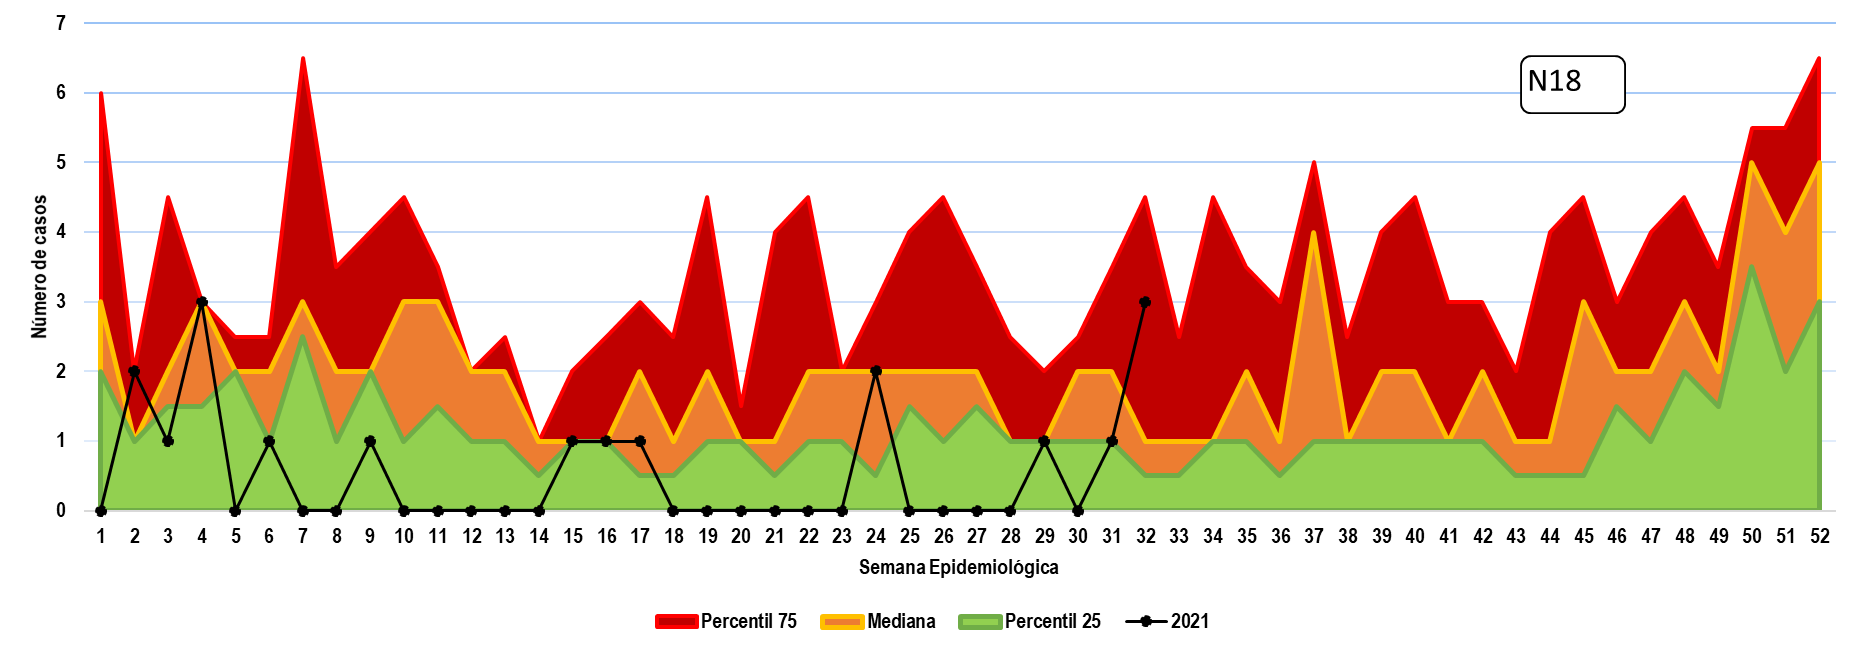 7
N18
6
5
4
3
2
1
0
Número de casos
1 2 3 4 5 6 7 8 9 10 11 12 13 14 15 16 17 18 19 20 21 22 23 24 25 26 27 28 29 30 31 32 33 34 35 36 37 38 39 40 41 42 43 44 45 46 47 48 49 50 51 52
Semana Epidemiológica
Percentil 75 Mediana Percentil 25 2021